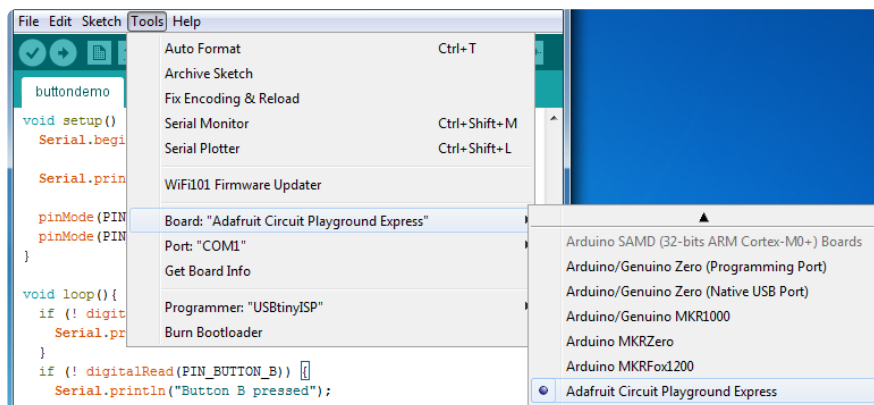 File Edit Sketch Tools Help
Auto Format Ctrl+T
Archive Sketch
Fix Encoding & Reload
Serial Monitor Ctrl+Shift+M
Serial Plotter Ctrl+Shift+L
WiFi101 Firmware Updater
Board: "Adafruit Circuit Playground Express"
Port: "COM1"
Get Board Info
Programmer: "USBtinyISP"
Burn Bootloader
Arduino SAMD (32-bits ARM Cortex-M0+) Boards
Arduino/Genuino Zero (Programming Port)
Arduino/Genuino Zero (Native USB Port)
Arduino/Genuino MKR1000
Arduino MKRZero
Arduino MKRFox1200
Adafruit Circuit Playground Express
buttondemo
void setup()
Serial.begi
Serial.prin
pinMode(PIN
pinMode(PIN
}
void loop(){
if (! digit
Serial.pr
}
if (! digitalRead(PIN_BUTTON_B)) {
Serial.println("Button B pressed");